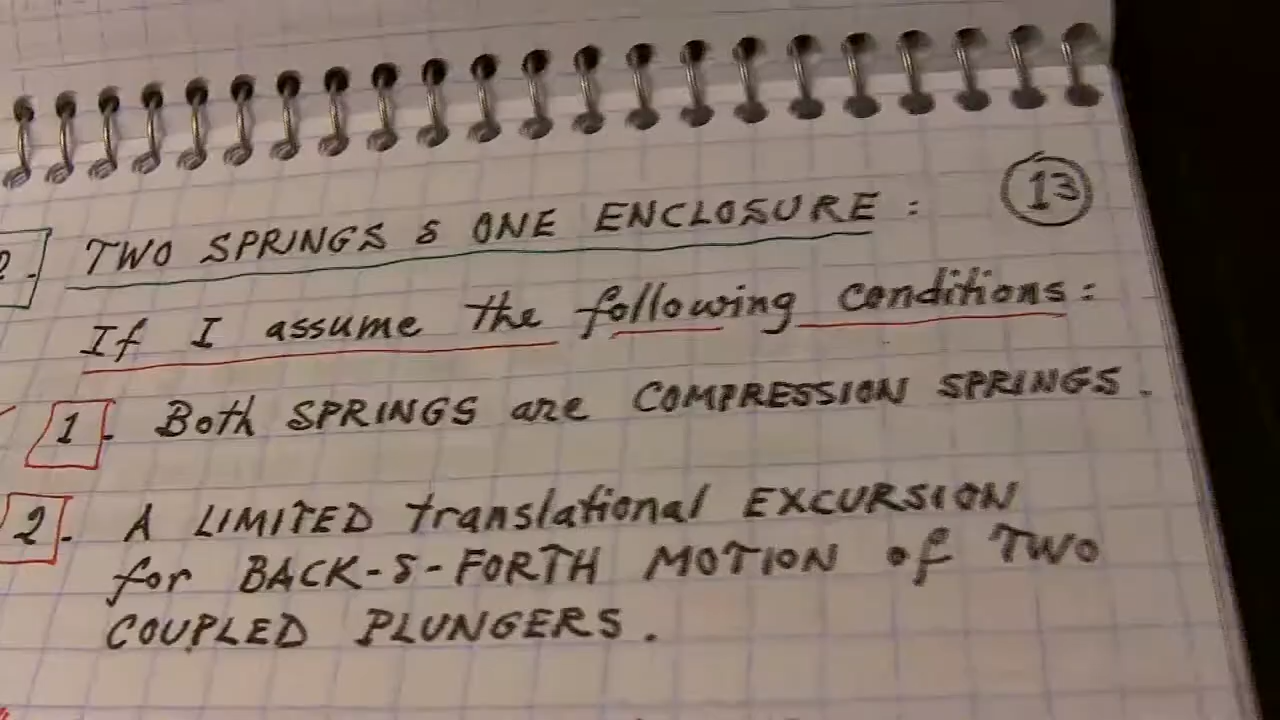 13
TWO SPRINGS & ONE ENCLOSURE :
If I assume the following conditions :
1. Both SPRINGS are COMPRESSION SPRINGS.
2. A LIMITED translational EXCURSION
for BACK-&-FORTH MOTION of TWO
COUPLED PLUNGERS.